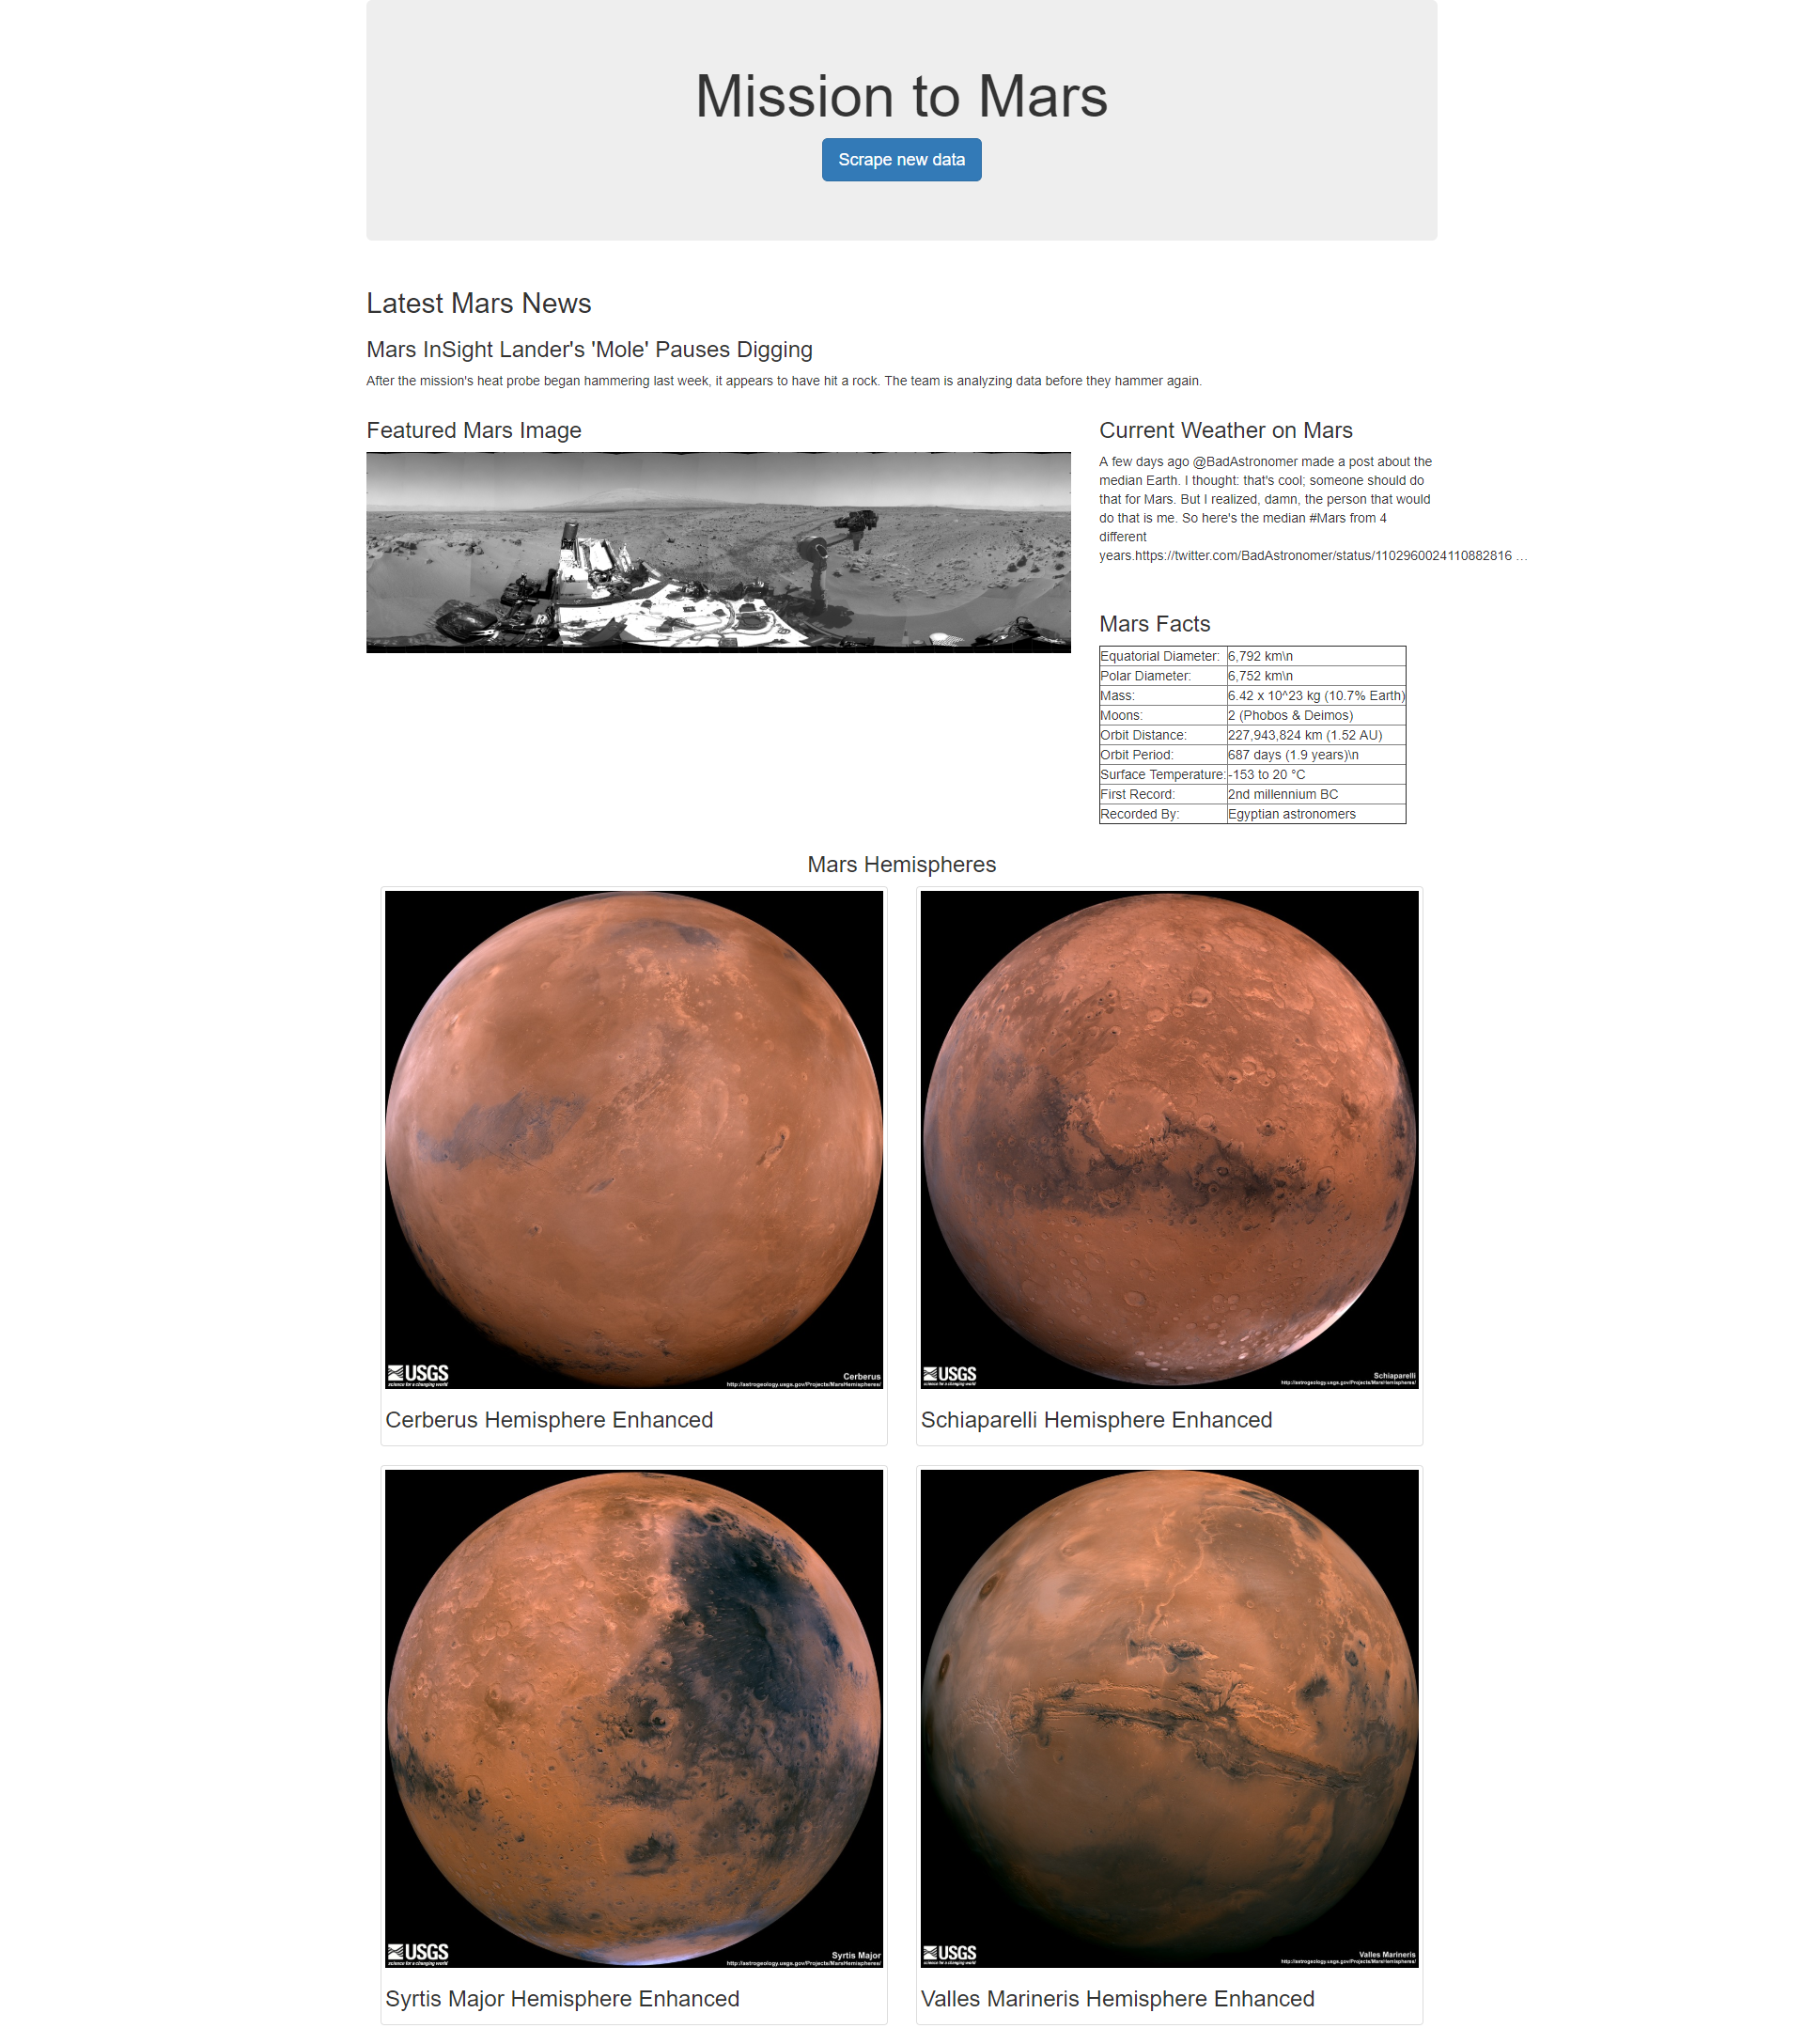 Mission to Mars
Scrape new data
Latest Mars News
Mars InSight Lander's 'Mole' Pauses Digging
After the mission's heat probe began hammering last week, it appears to have hit a rock. The team is analyzing data before they hammer again.
Featured Mars Image
Current Weather on Mars
A few days ago @BadAstronomer made a post about the
median Earth. I thought: that's cool; someone should do
that for Mars. But I realized, damn, the person that would
do that is me. So here's the median #Mars from 4
different
years.https://twitter.com/BadAstronomer/status/1102960024110882816 …
Mars Facts
Equatorial Diameter: 6,792 km\n
Polar Diameter: 6,752 km\n
Mass: 6.42 x 10^23 kg (10.7% Earth)
Moons: 2 (Phobos & Deimos)
Orbit Distance: 227,943,824 km (1.52 AU)
Orbit Period: 687 days (1.9 years)\n
Surface Temperature: -153 to 20 °C
First Record: 2nd millennium BC
Recorded By: Egyptian astronomers
Mars Hemispheres
USGS
science for a changing world
Cerberus
http://astrogeology.usgs.gov/Projects/MarsHemispheres/
Cerberus Hemisphere Enhanced
USGS
science for a changing world
Schiaparelli
http://astrogeology.usgs.gov/Projects/MarsHemispheres/
Schiaparelli Hemisphere Enhanced
USGS
science for a changing world
Syrtis Major
http://astrogeology.usgs.gov/Projects/MarsHemispheres/
Syrtis Major Hemisphere Enhanced
USGS
science for a changing world
Valles Marineris
http://astrogeology.usgs.gov/Projects/MarsHemispheres/
Valles Marineris Hemisphere Enhanced